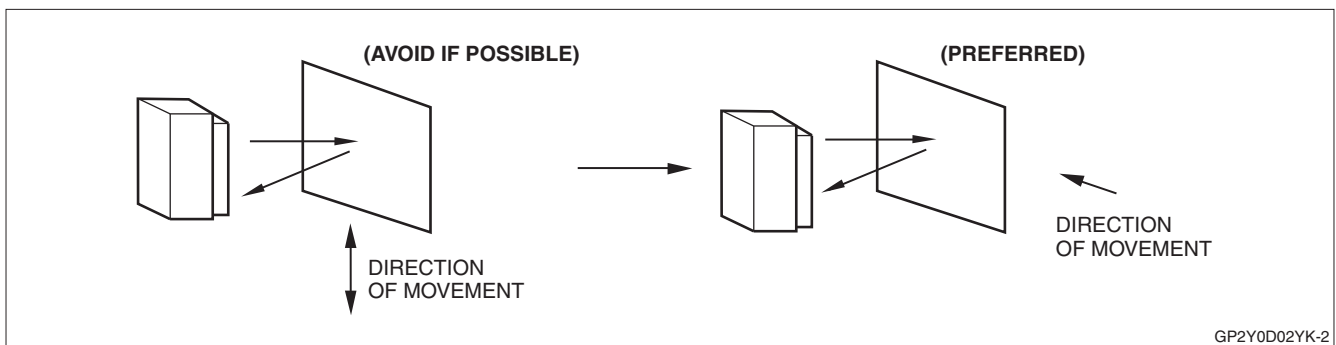 (AVOID IF POSSIBLE)
(PREFERRED)
DIRECTION
OF MOVEMENT
DIRECTION
OF MOVEMENT
GP2Y0D02YK-2